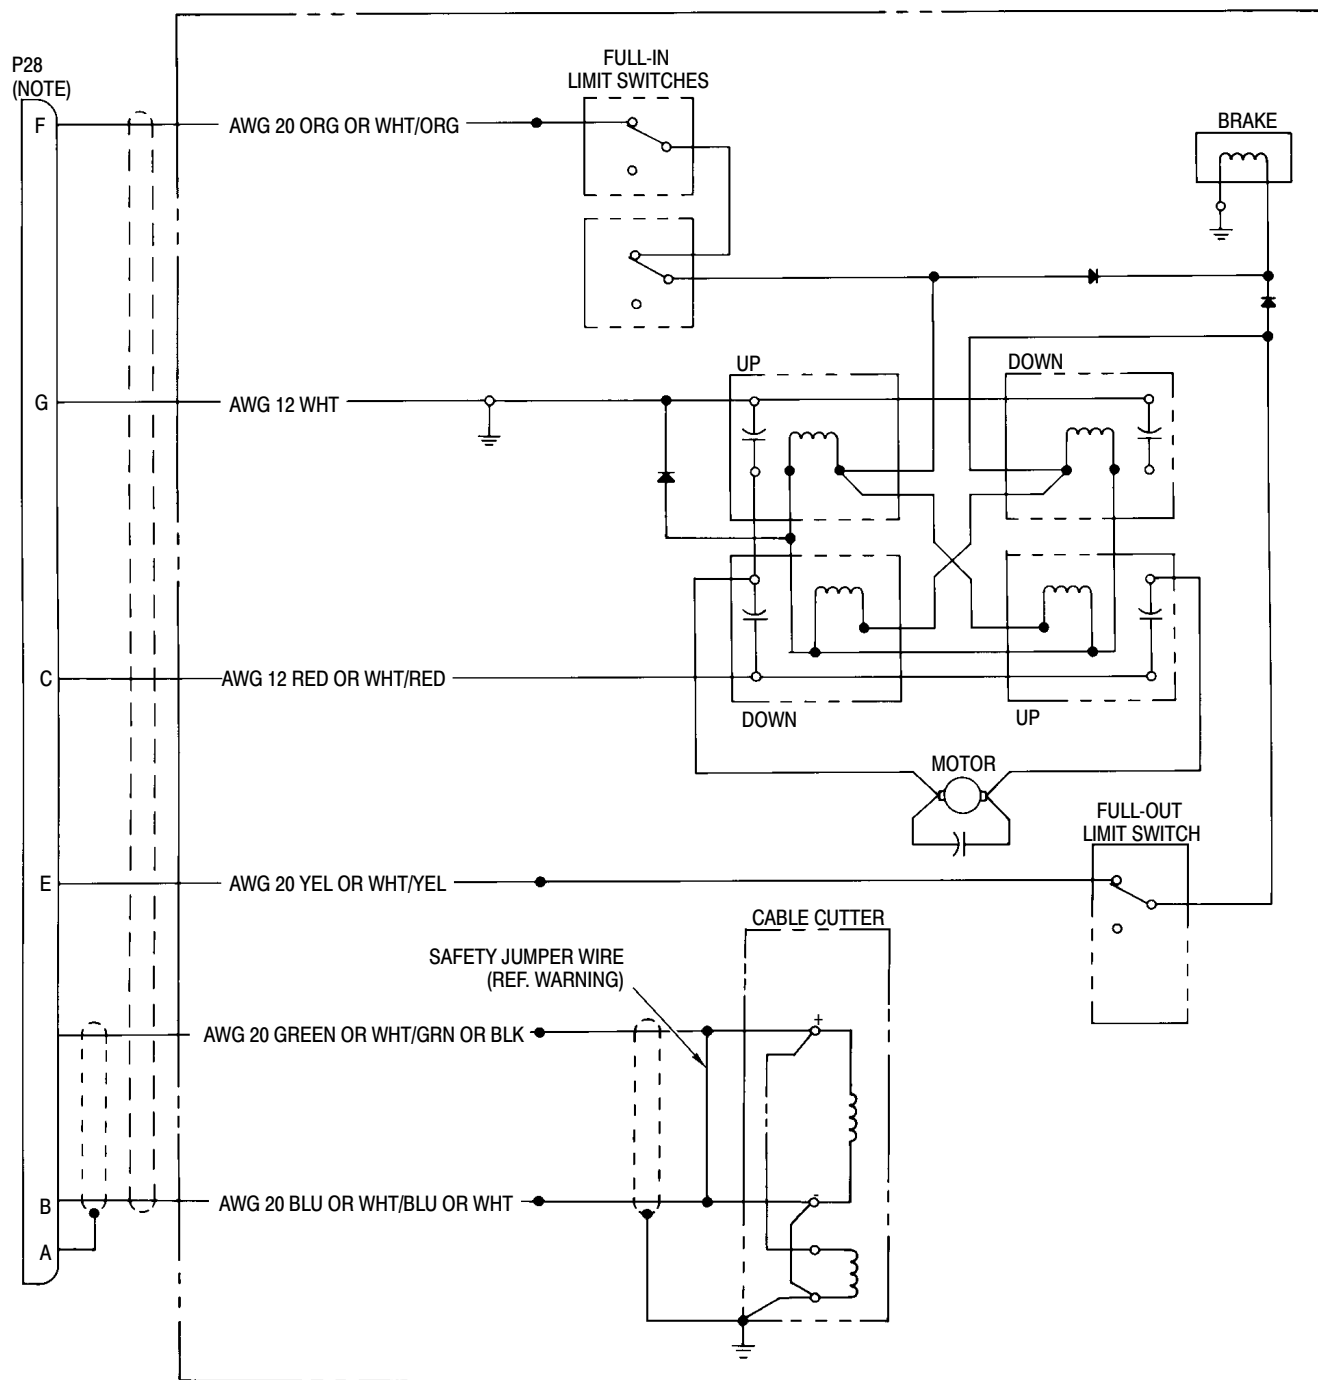 P28
(NOTE)
FULL-IN
LIMIT SWITCHES
F
AWG 20 ORG OR WHT/ORG
BRAKE
UP
DOWN
G
AWG 12 WHT
C
AWG 12 RED OR WHT/RED
DOWN
UP
MOTOR
FULL-OUT
LIMIT SWITCH
E
AWG 20 YEL OR WHT/YEL
CABLE CUTTER
SAFETY JUMPER WIRE
(REF. WARNING)
+
AWG 20 GREEN OR WHT/GRN OR BLK
-
B
AWG 20 BLU OR WHT/BLU OR WHT
A